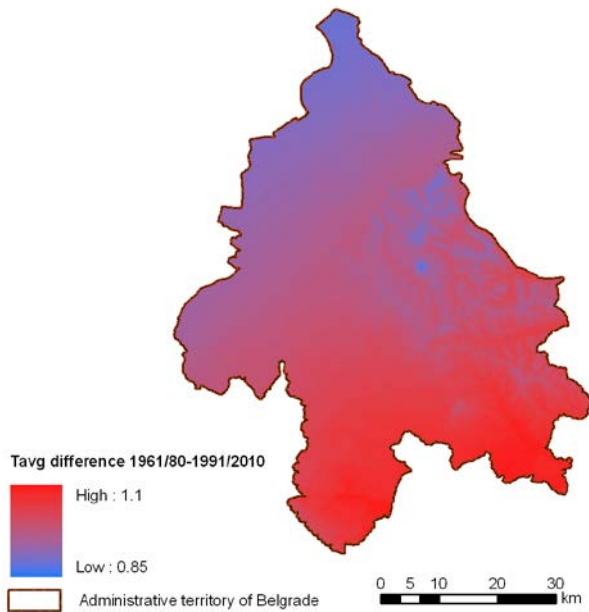 Tavg difference 1961/80-1991/2010
High : 1.1
Low : 0.85
Administrative territory of Belgrade
0 5 10 20 30
km